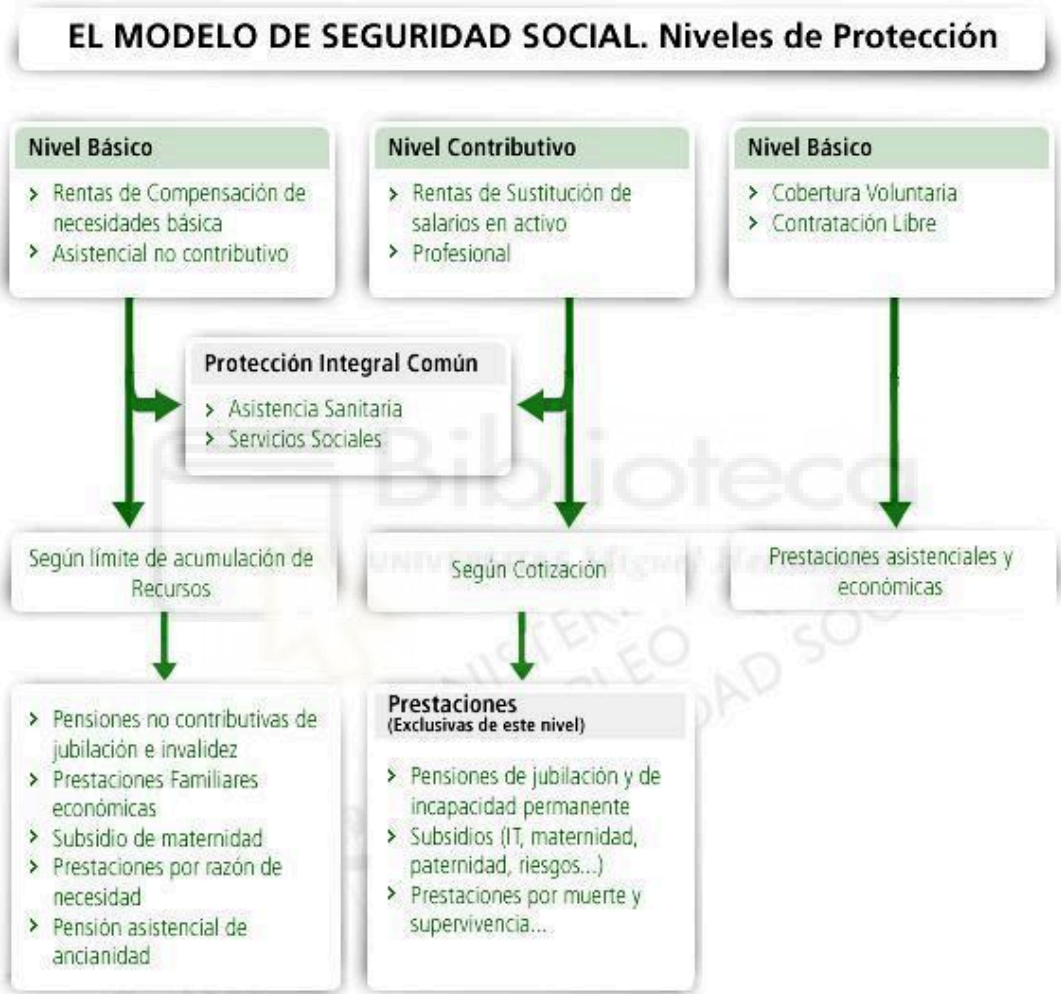 EL MODELO DE SEGURIDAD SOCIAL. Niveles de Protección
Nivel Básico
> Rentas de Compensación de
necesidades básica
> Asistencial no contributivo
Nivel Contributivo
> Rentas de Sustitución de
salarios en activo
> Profesional
Nivel Básico
> Cobertura Voluntaria
> Contratación Libre
Protección Integral Común
> Asistencia Sanitaria
> Servicios Sociales
Biblioteca
Según límite de acumulación de
Recursos
Según Cotización
Prestaciones asistenciales y
económicas
> Pensiones no contributivas de
jubilación e invalidez
> Prestaciones Familiares
económicas
> Subsidio de maternidad
> Prestaciones por razón de
necesidad
> Pensión asistencial de
ancianidad
Prestaciones
(Exclusivas de este nivel)
> Pensiones de jubilación y de
incapacidad permanente
> Subsidios (IT, maternidad,
paternidad, riesgos...)
> Prestaciones por muerte y
supervivencia...